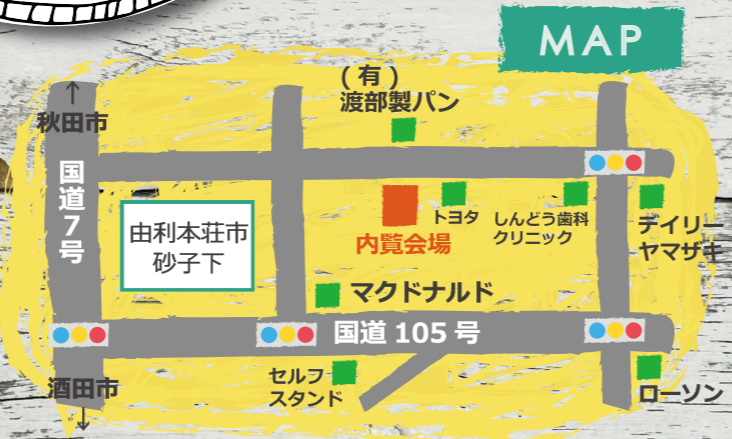 MAP
(有)
渡部製パン
↑
秋田市
国道7号
由利本荘市
砂子下
内覧会場
トヨタ
しんどう歯科
クリニック
デイリー
ヤマザキ
マクドナルド
国道 105 号
セルフ
スタンド
ローソン
酒田市
↓